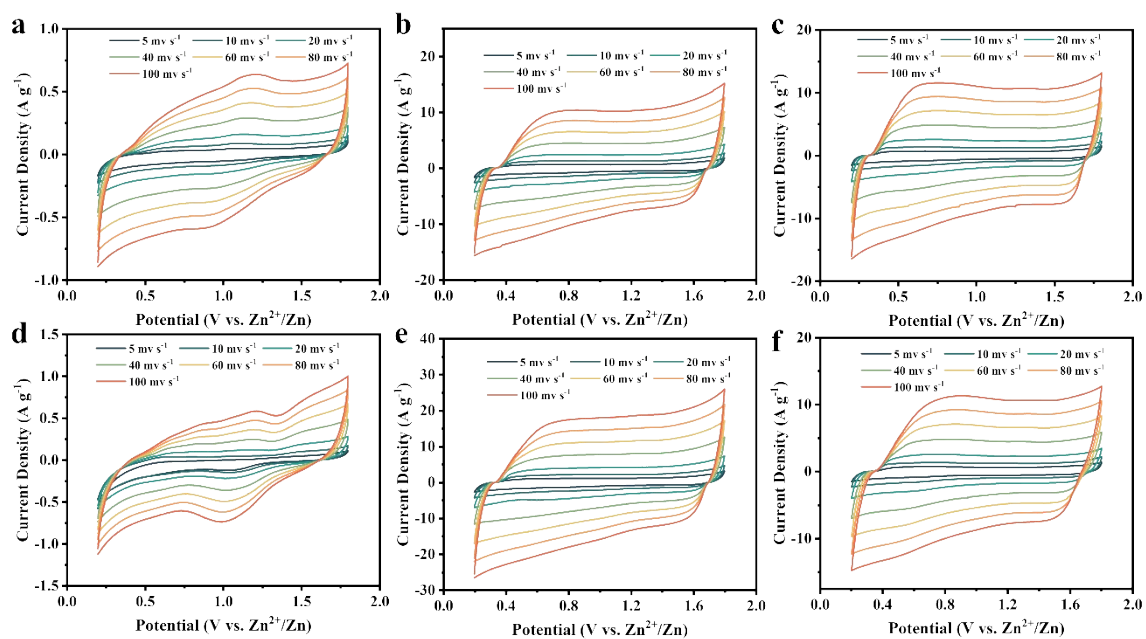 a
5 mv s⁻¹ 10 mv s⁻¹ 20 mv s⁻¹
40 mv s⁻¹ 60 mv s⁻¹ 80 mv s⁻¹
100 mv s⁻¹
1.0
0.5
0.0
-0.5
-1.0
Current Density (A g⁻¹)
0.0 0.5 1.0 1.5 2.0
Potential (V vs. Zn²⁺/Zn)
b
5 mv s⁻¹ 10 mv s⁻¹ 20 mv s⁻¹
40 mv s⁻¹ 60 mv s⁻¹ 80 mv s⁻¹
100 mv s⁻¹
20
10
0
-10
-20
Current Density (A g⁻¹)
0.0 0.4 0.8 1.2 1.6 2.0
Potential (V vs. Zn²⁺/Zn)
c
5 mv s⁻¹ 10 mv s⁻¹ 20 mv s⁻¹
40 mv s⁻¹ 60 mv s⁻¹ 80 mv s⁻¹
100 mv s⁻¹
20
10
0
-10
-20
Current Density (A g⁻¹)
0.0 0.4 0.8 1.2 1.6 2.0
Potential (V vs. Zn²⁺/Zn)
d
5 mv s⁻¹ 10 mv s⁻¹ 20 mv s⁻¹
40 mv s⁻¹ 60 mv s⁻¹ 80 mv s⁻¹
100 mv s⁻¹
1.5
1.0
0.5
0.0
-0.5
-1.0
-1.5
Current Density (A g⁻¹)
0.0 0.5 1.0 1.5 2.0
Potential (V vs. Zn²⁺/Zn)
e
5 mv s⁻¹ 10 mv s⁻¹ 20 mv s⁻¹
40 mv s⁻¹ 60 mv s⁻¹ 80 mv s⁻¹
100 mv s⁻¹
40
30
20
10
0
-10
-20
-30
Current Density (A g⁻¹)
0.0 0.4 0.8 1.2 1.6 2.0
Potential (V vs. Zn²⁺/Zn)
f
5 mv s⁻¹ 10 mv s⁻¹ 20 mv s⁻¹
40 mv s⁻¹ 60 mv s⁻¹ 80 mv s⁻¹
100 mv s⁻¹
20
10
0
-10
Current Density (A g⁻¹)
0.0 0.4 0.8 1.2 1.6 2.0
Potential (V vs. Zn²⁺/Zn)